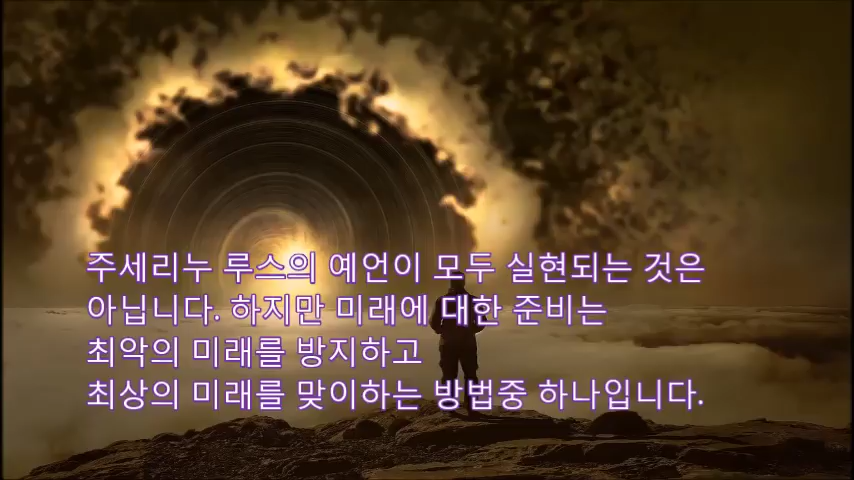 주세리누 루스의 예언이 모두 실현되는 것은
아닙니다. 하지만 미래에 대한 준비는
최악의 미래를 방지하고
최상의 미래를 맞이하는 방법중 하나입니다.